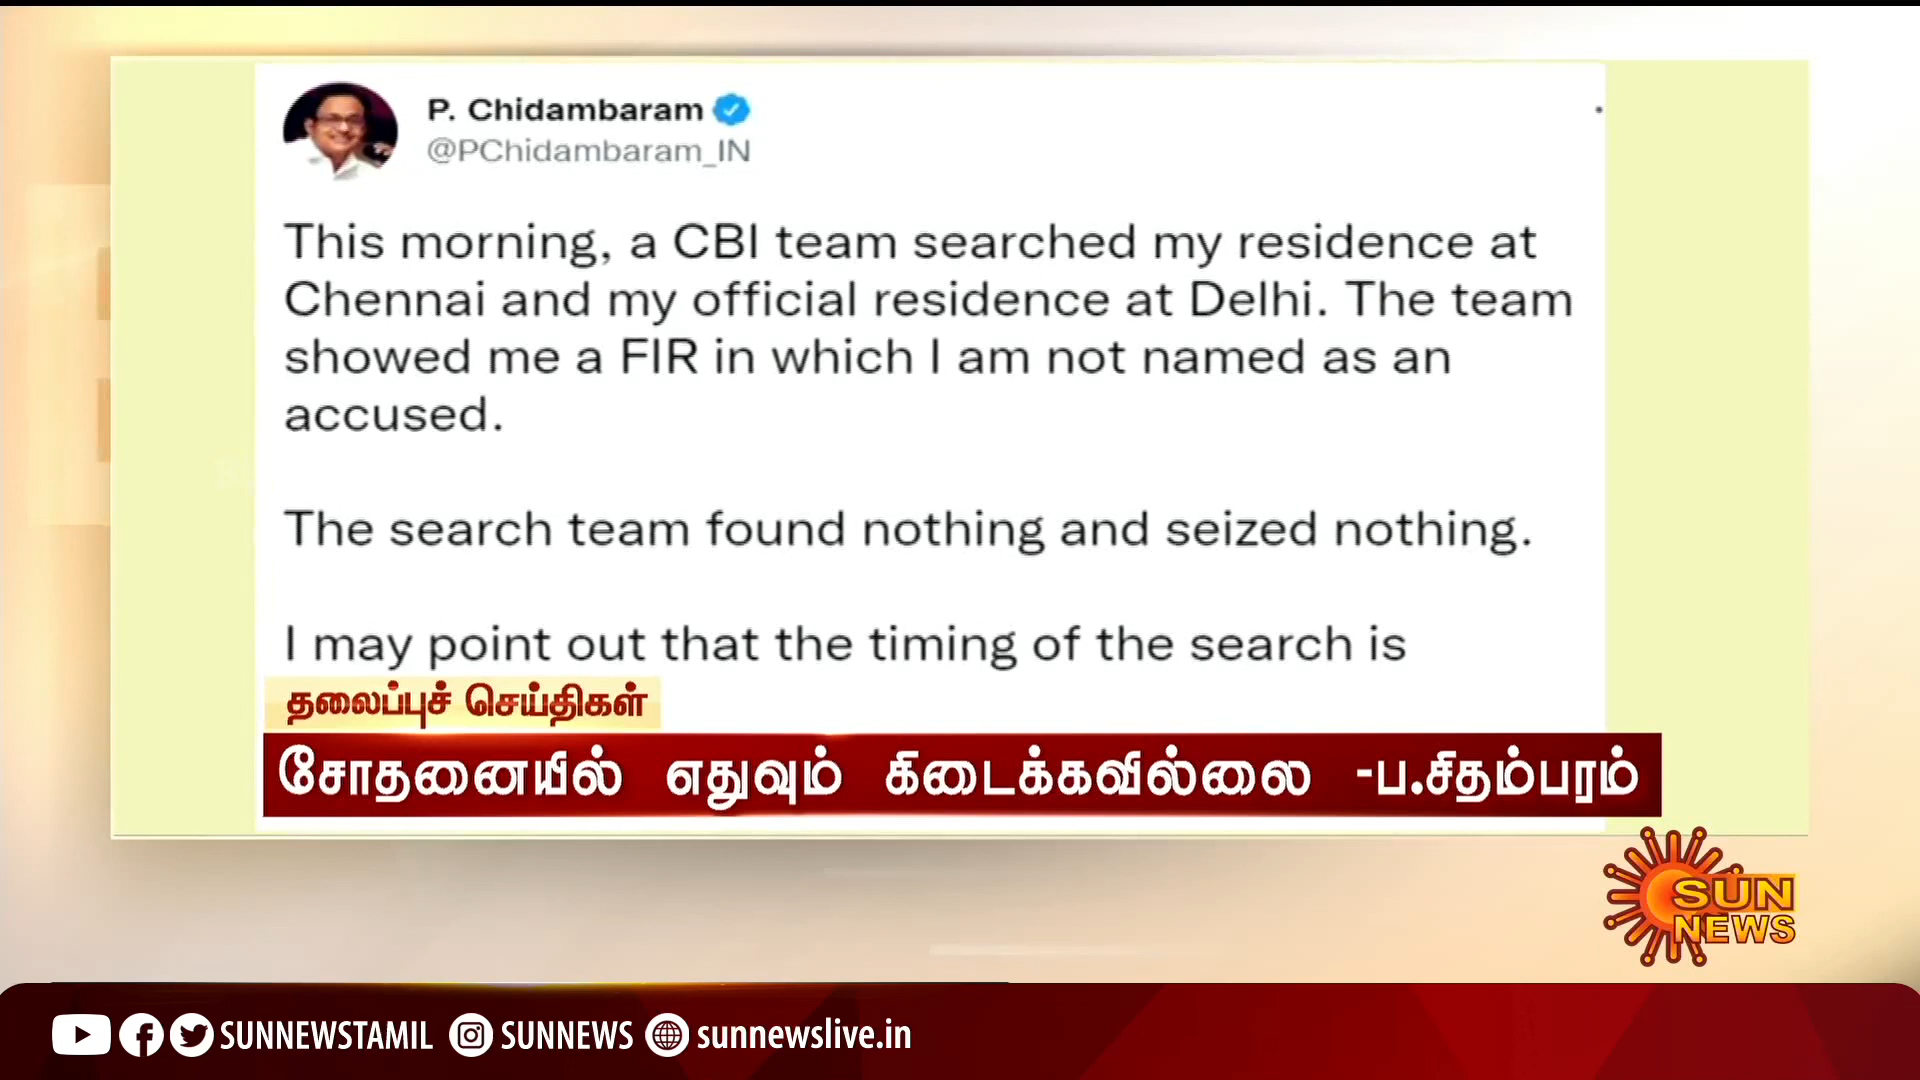 P. Chidambaram
@PChidambaram_IN
This morning, a CBI team searched my residence at
Chennai and my official residence at Delhi. The team
showed me a FIR in which I am not named as an
accused.
The search team found nothing and seized nothing.
I may point out that the timing of the search is
தலைப்புச் செய்திகள்
சோதனையில் எதுவும் கிடைக்கவில்லை -ப.சிதம்பரம்
SUN
NEWS
SUNNEWSTAMIL SUNNEWS sunnewslive.in